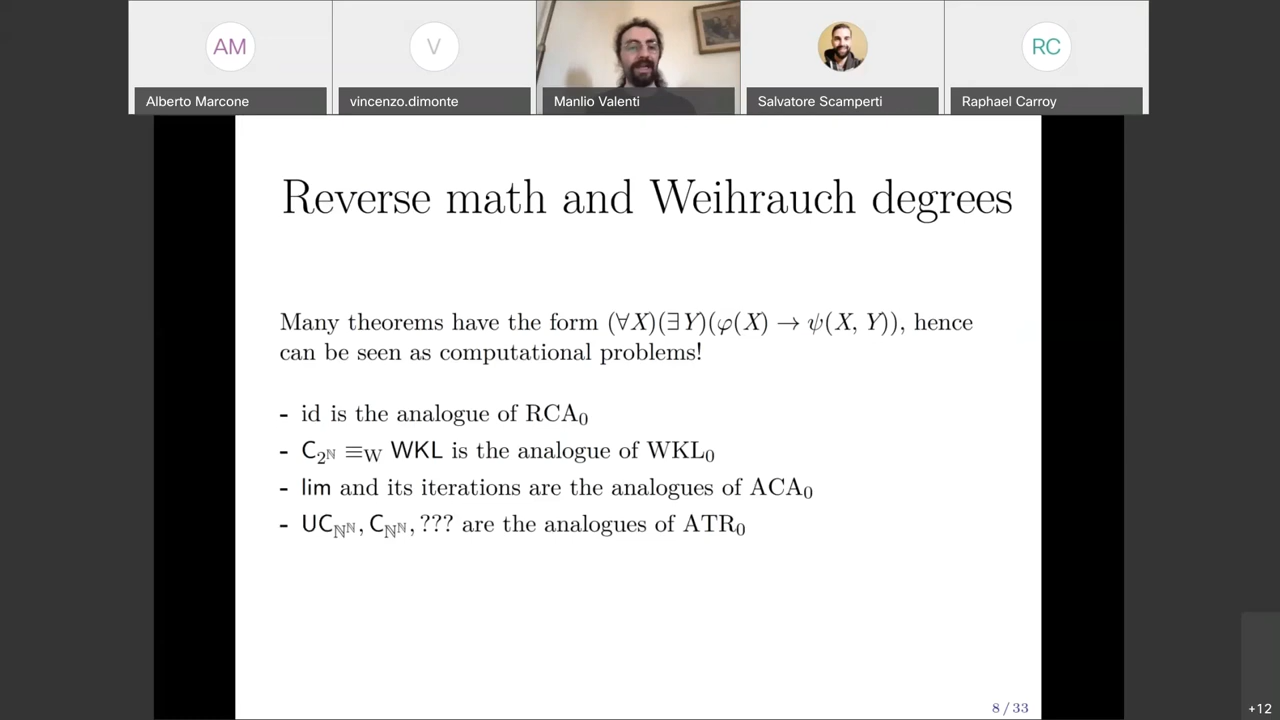 AM
V
RC
Alberto Marcone
vincenzo.dimonte
Manlio Valenti
Salvatore Scamperti
Raphael Carroy
Reverse math and Weihrauch degrees
Many theorems have the form (∀X)(∃Y)(φ(X) → ψ(X, Y)), hence
can be seen as computational problems!
- id is the analogue of RCA₀
- C_{2^ℕ} ≡_W WKL is the analogue of WKL₀
- lim and its iterations are the analogues of ACA₀
- UC_{ℕ^ℕ}, C_{ℕ^ℕ}, ??? are the analogues of ATR₀
8 / 33
+12